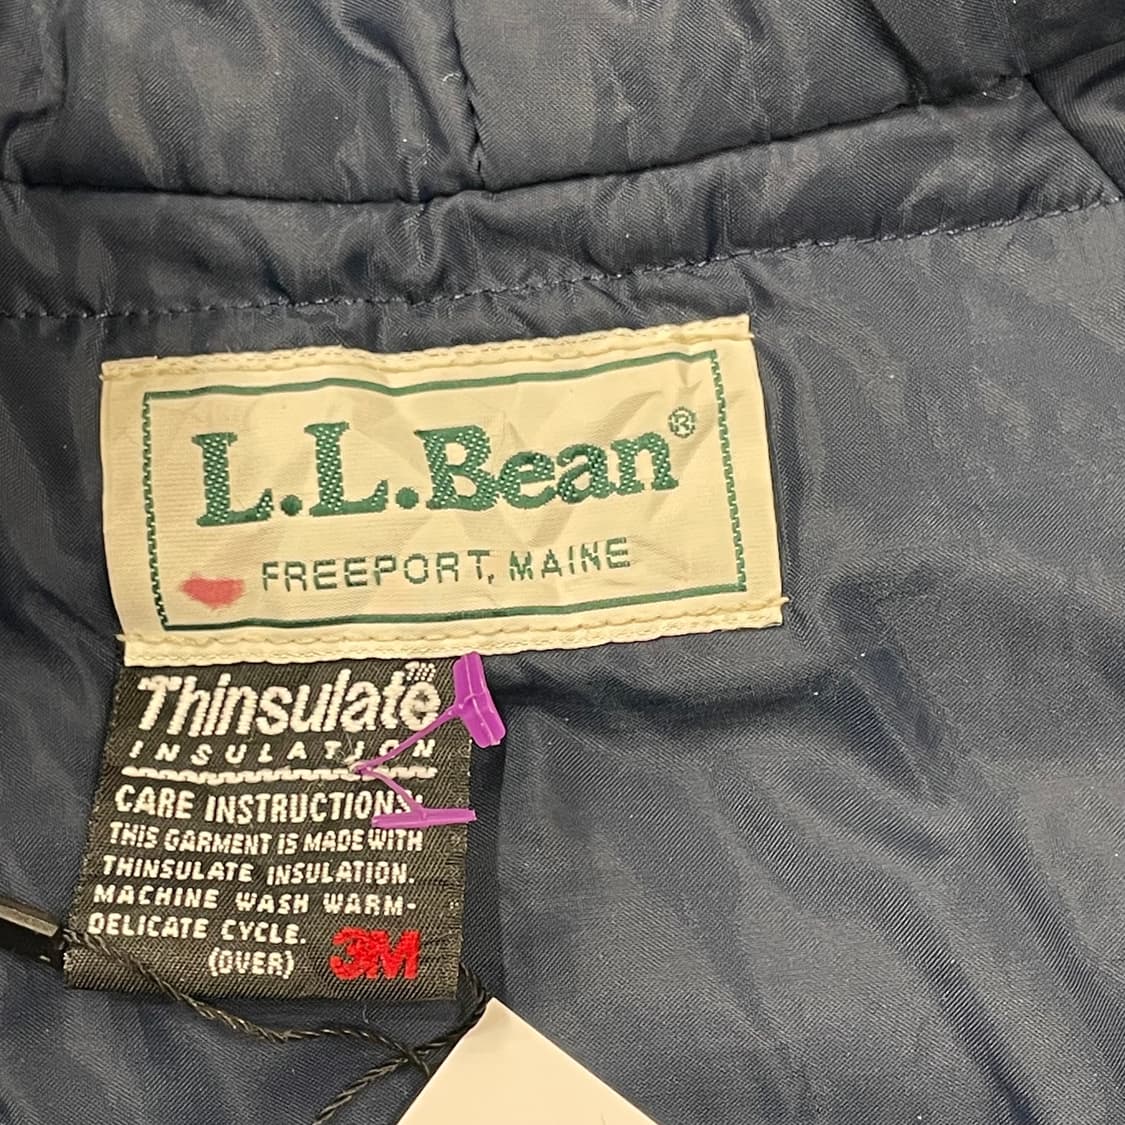 L.L.Bean®
FREEPORT, MAINE
Thinsulate™
INSULATION
CARE INSTRUCTIONS:
THIS GARMENT IS MADE WITH
THINSULATE INSULATION.
MACHINE WASH WARM-
DELICATE CYCLE.
(OVER) 3M